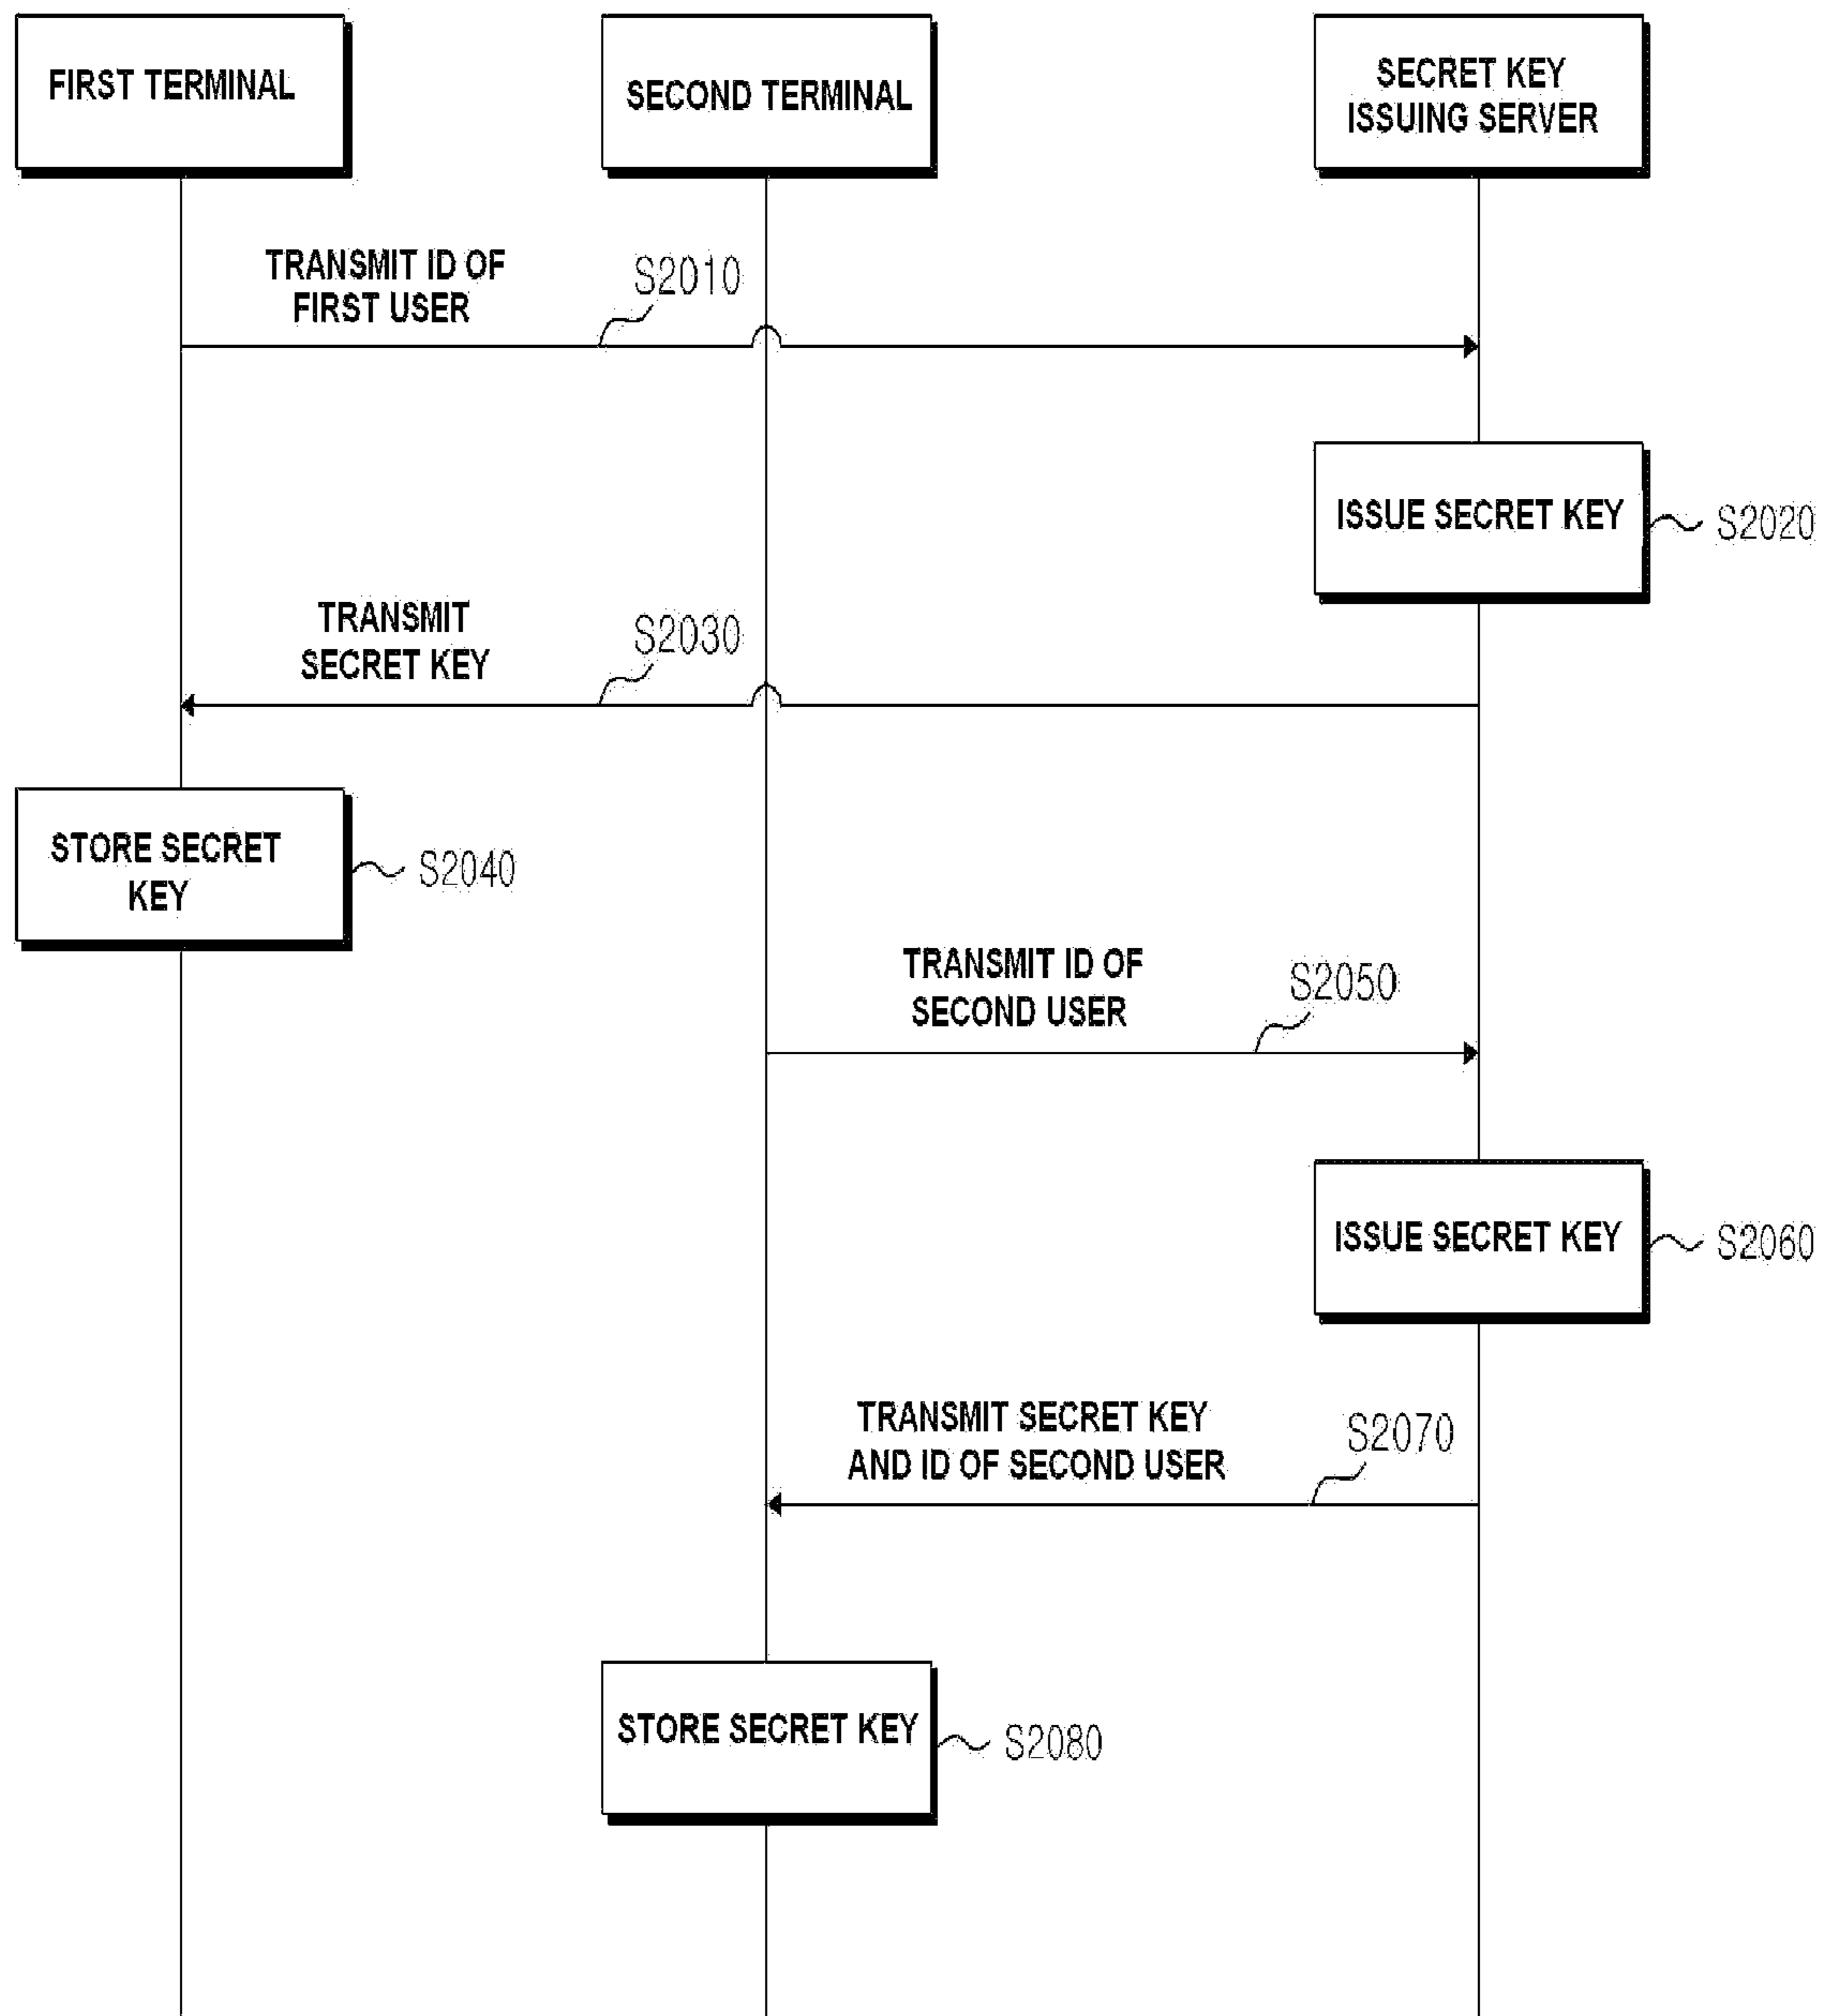 FIRST TERMINAL
SECOND TERMINAL
SECRET KEY
ISSUING SERVER
TRANSMIT ID OF
FIRST USER
S2010
ISSUE SECRET KEY
S2020
TRANSMIT
SECRET KEY
S2030
STORE SECRET
KEY
S2040
TRANSMIT ID OF
SECOND USER
S2050
ISSUE SECRET KEY
S2060
TRANSMIT SECRET KEY
AND ID OF SECOND USER
S2070
STORE SECRET KEY
S2080